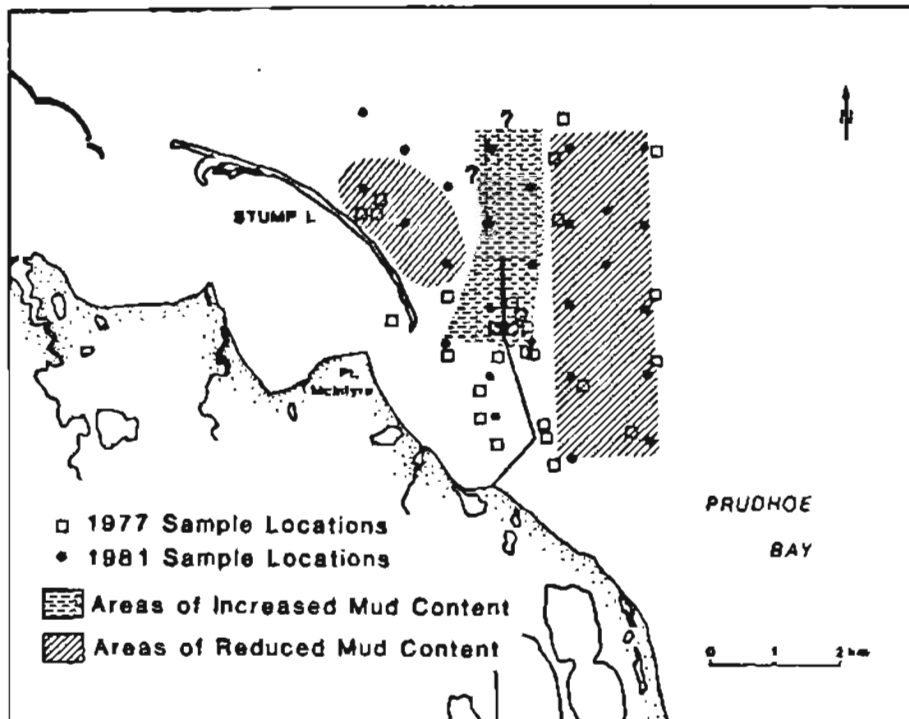 ?
N
?
STUMP I.
Pt.
McIntyre
□ 1977 Sample Locations
• 1981 Sample Locations
Areas of Increased Mud Content
Areas of Reduced Mud Content
PRUDHOE
BAY
0 1 2 km